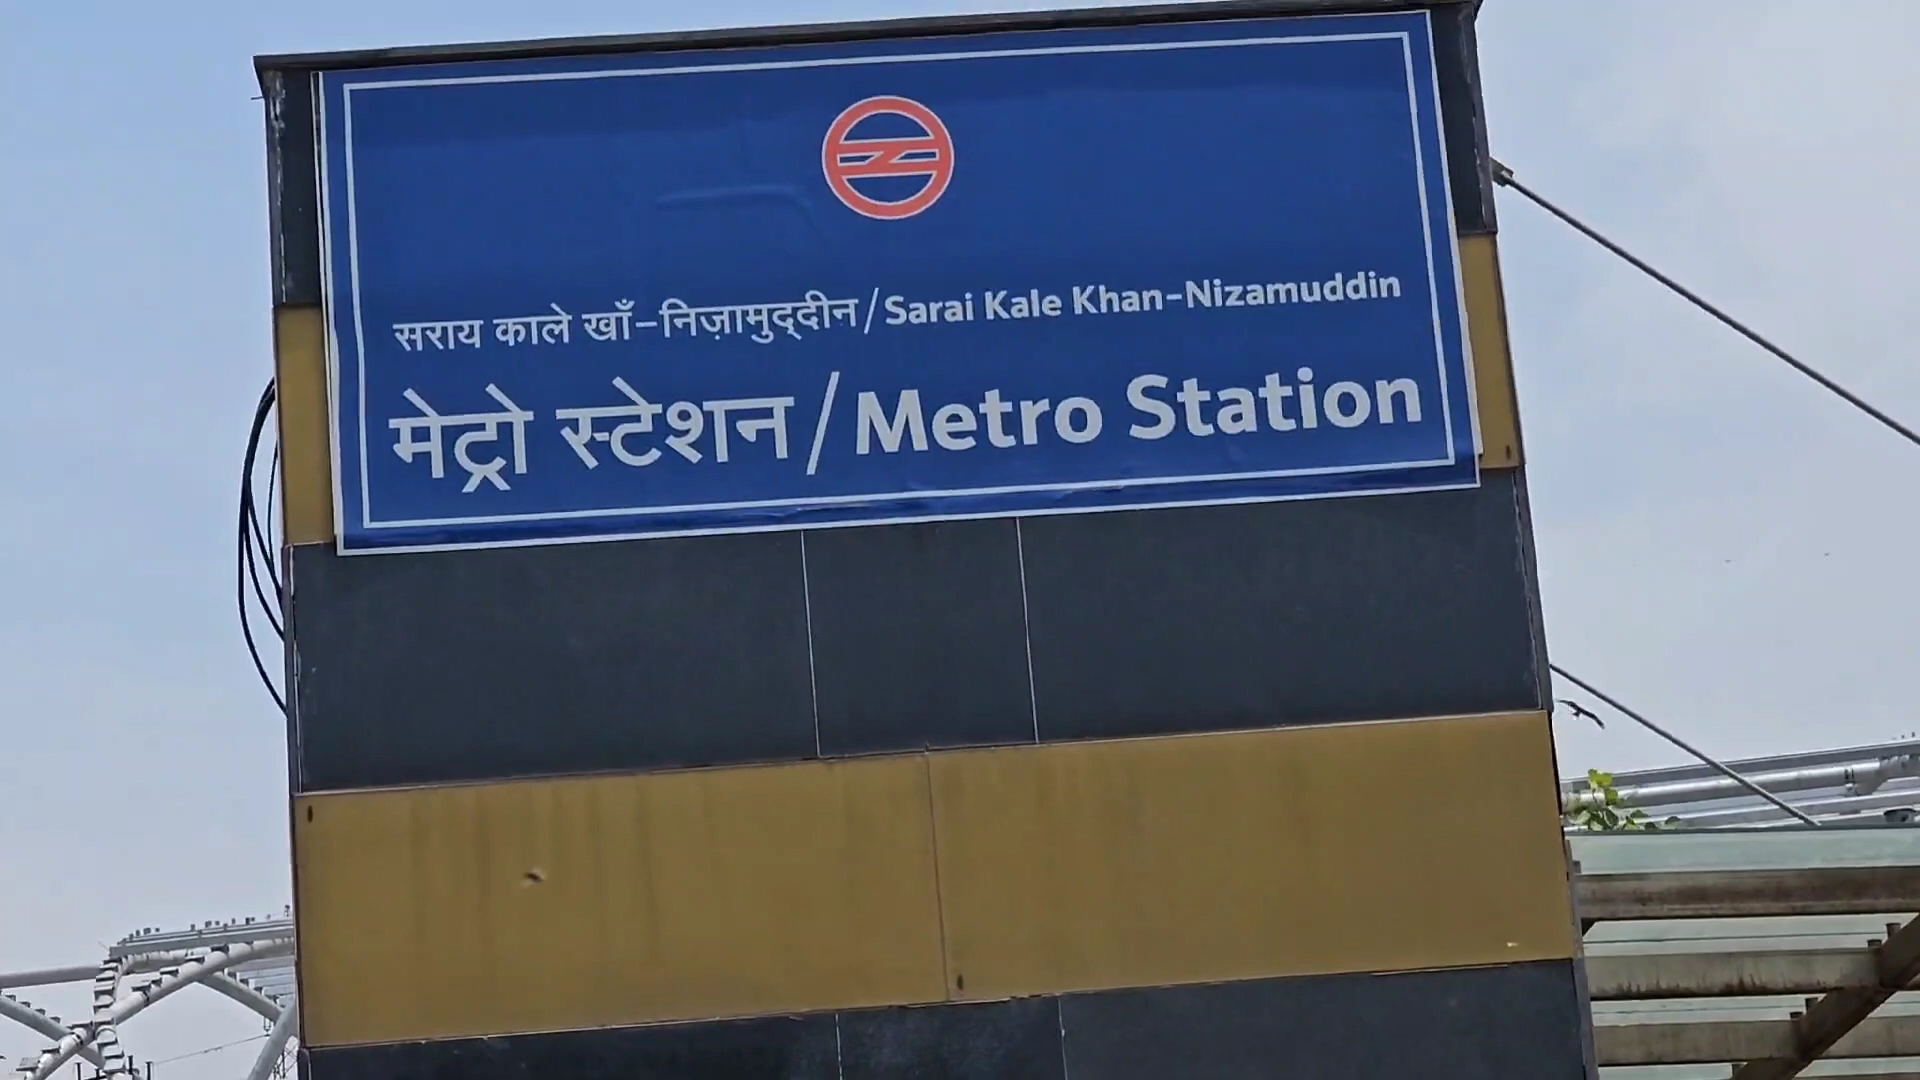 सराय काले खाँ–निज़ामुद्‌दीन/Sarai Kale Khan-Nizamuddin
मेट्रो स्टेशन/Metro Station